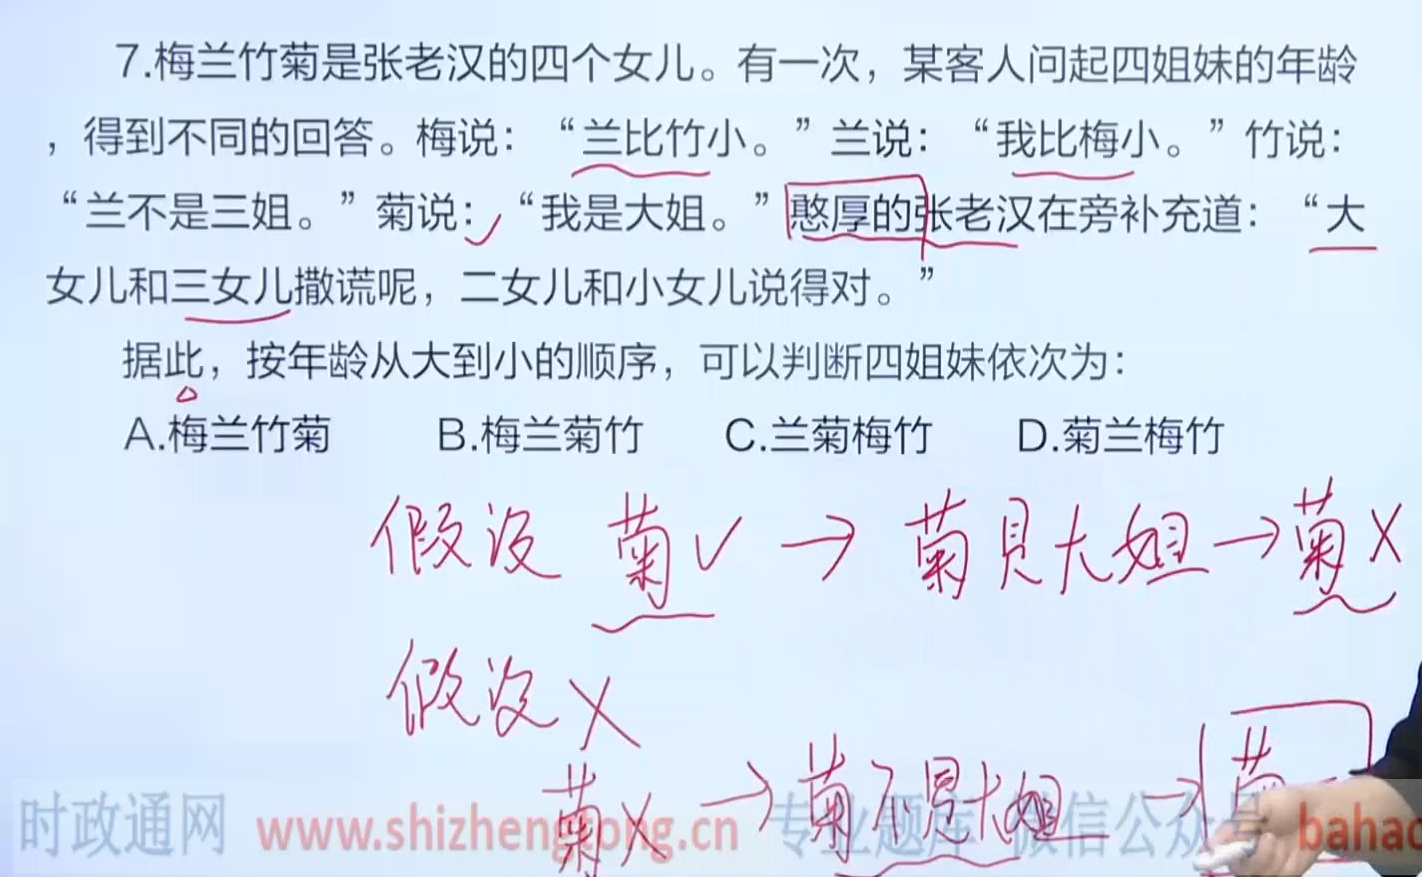 7.梅兰竹菊是张老汉的四个女儿。有一次，某客人问起四姐妹的年龄
，得到不同的回答。梅说：“兰比竹小。”兰说：“我比梅小。”竹说：
“兰不是三姐。”菊说：“我是大姐。”憨厚的张老汉在旁补充道：“大
女儿和三女儿撒谎呢，二女儿和小女儿说得对。”
据此，按年龄从大到小的顺序，可以判断四姐妹依次为：
A.梅兰竹菊 B.梅兰菊竹 C.兰菊梅竹 D.菊兰梅竹
假设 菊√ → 菊是大姐 → 菊X
假设X
菊X → 菊不是大姐 → 菊
时政通网 www.shizhengtong.cn 专业题库 微信公众号 bahao